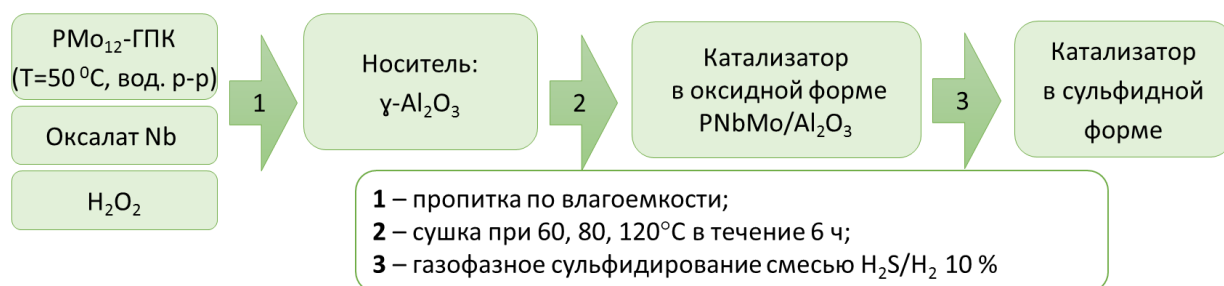 PMo₁₂-ГПК
(T=50 ⁰C, вод. р-р)
Оксалат Nb
H₂O₂
1
Носитель:
ɣ-Al₂O₃
2
Катализатор
в оксидной форме
PNbMo/Al₂O₃
3
Катализатор
в сульфидной
форме
1 – пропитка по влагоемкости;
2 – сушка при 60, 80, 120°С в течение 6 ч;
3 – газофазное сульфидирование смесью H₂S/H₂ 10 %